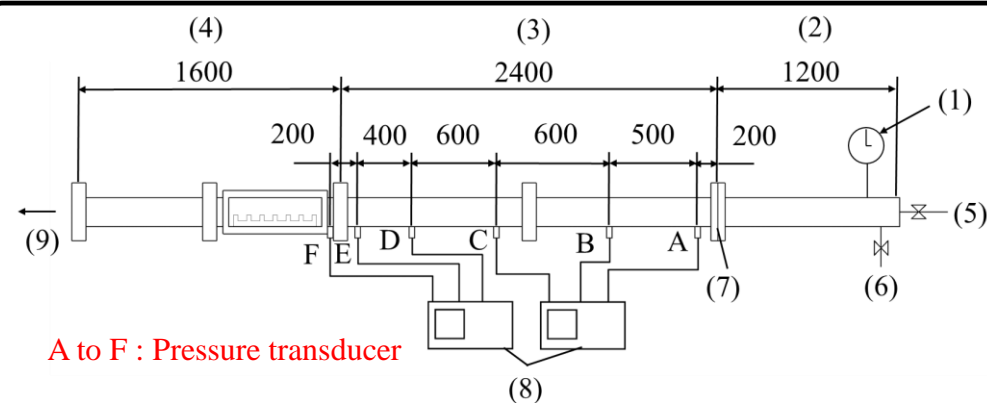 (4) (3) (2)
1600 2400 1200
(1)
200 400 600 600 500 200
(5)
(9) F E D C B A
(7) (6)
A to F : Pressure transducer
(8)